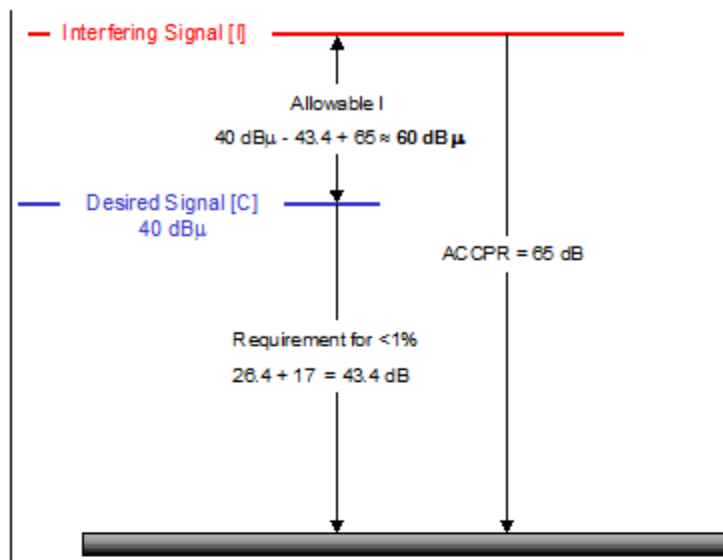 Interfering Signal [I]
Allowable I
40 dBμ - 43.4 + 65 ≈ 60 dBμ
Desired Signal [C]
40 dBμ
ACCPR = 65 dB
Requirement for <1%
26.4 + 17 = 43.4 dB